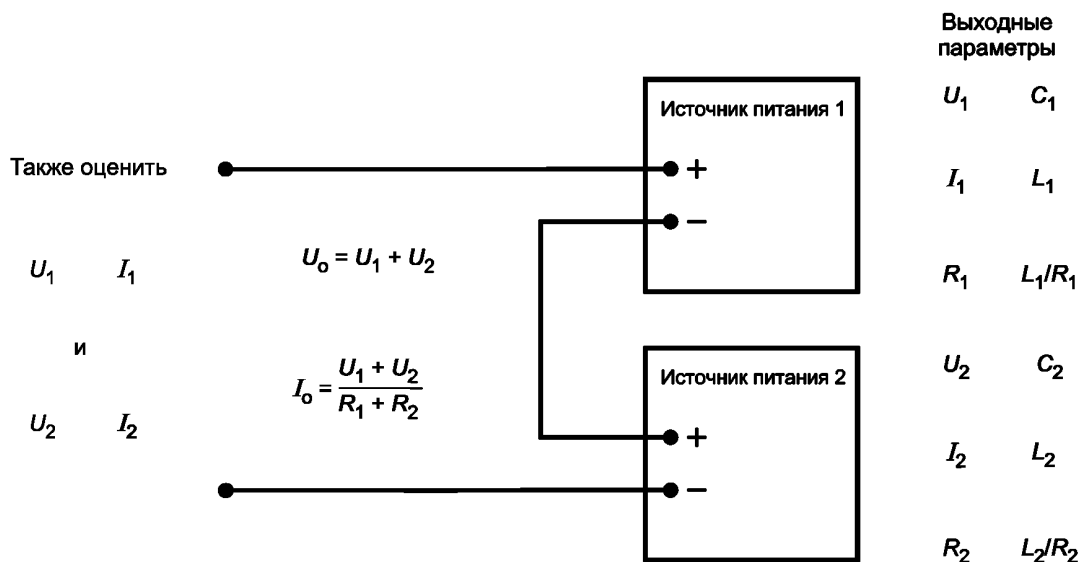 Выходные
параметры
Источник питания 1
U1 C1
Также оценить
+
I1 L1
−
Uo = U1 + U2
U1 I1
R1 L1/R1
и
Источник питания 2
U2 C2
Io = (U1 + U2)/(R1 + R2)
U2 I2
+
I2 L2
−
R2 L2/R2